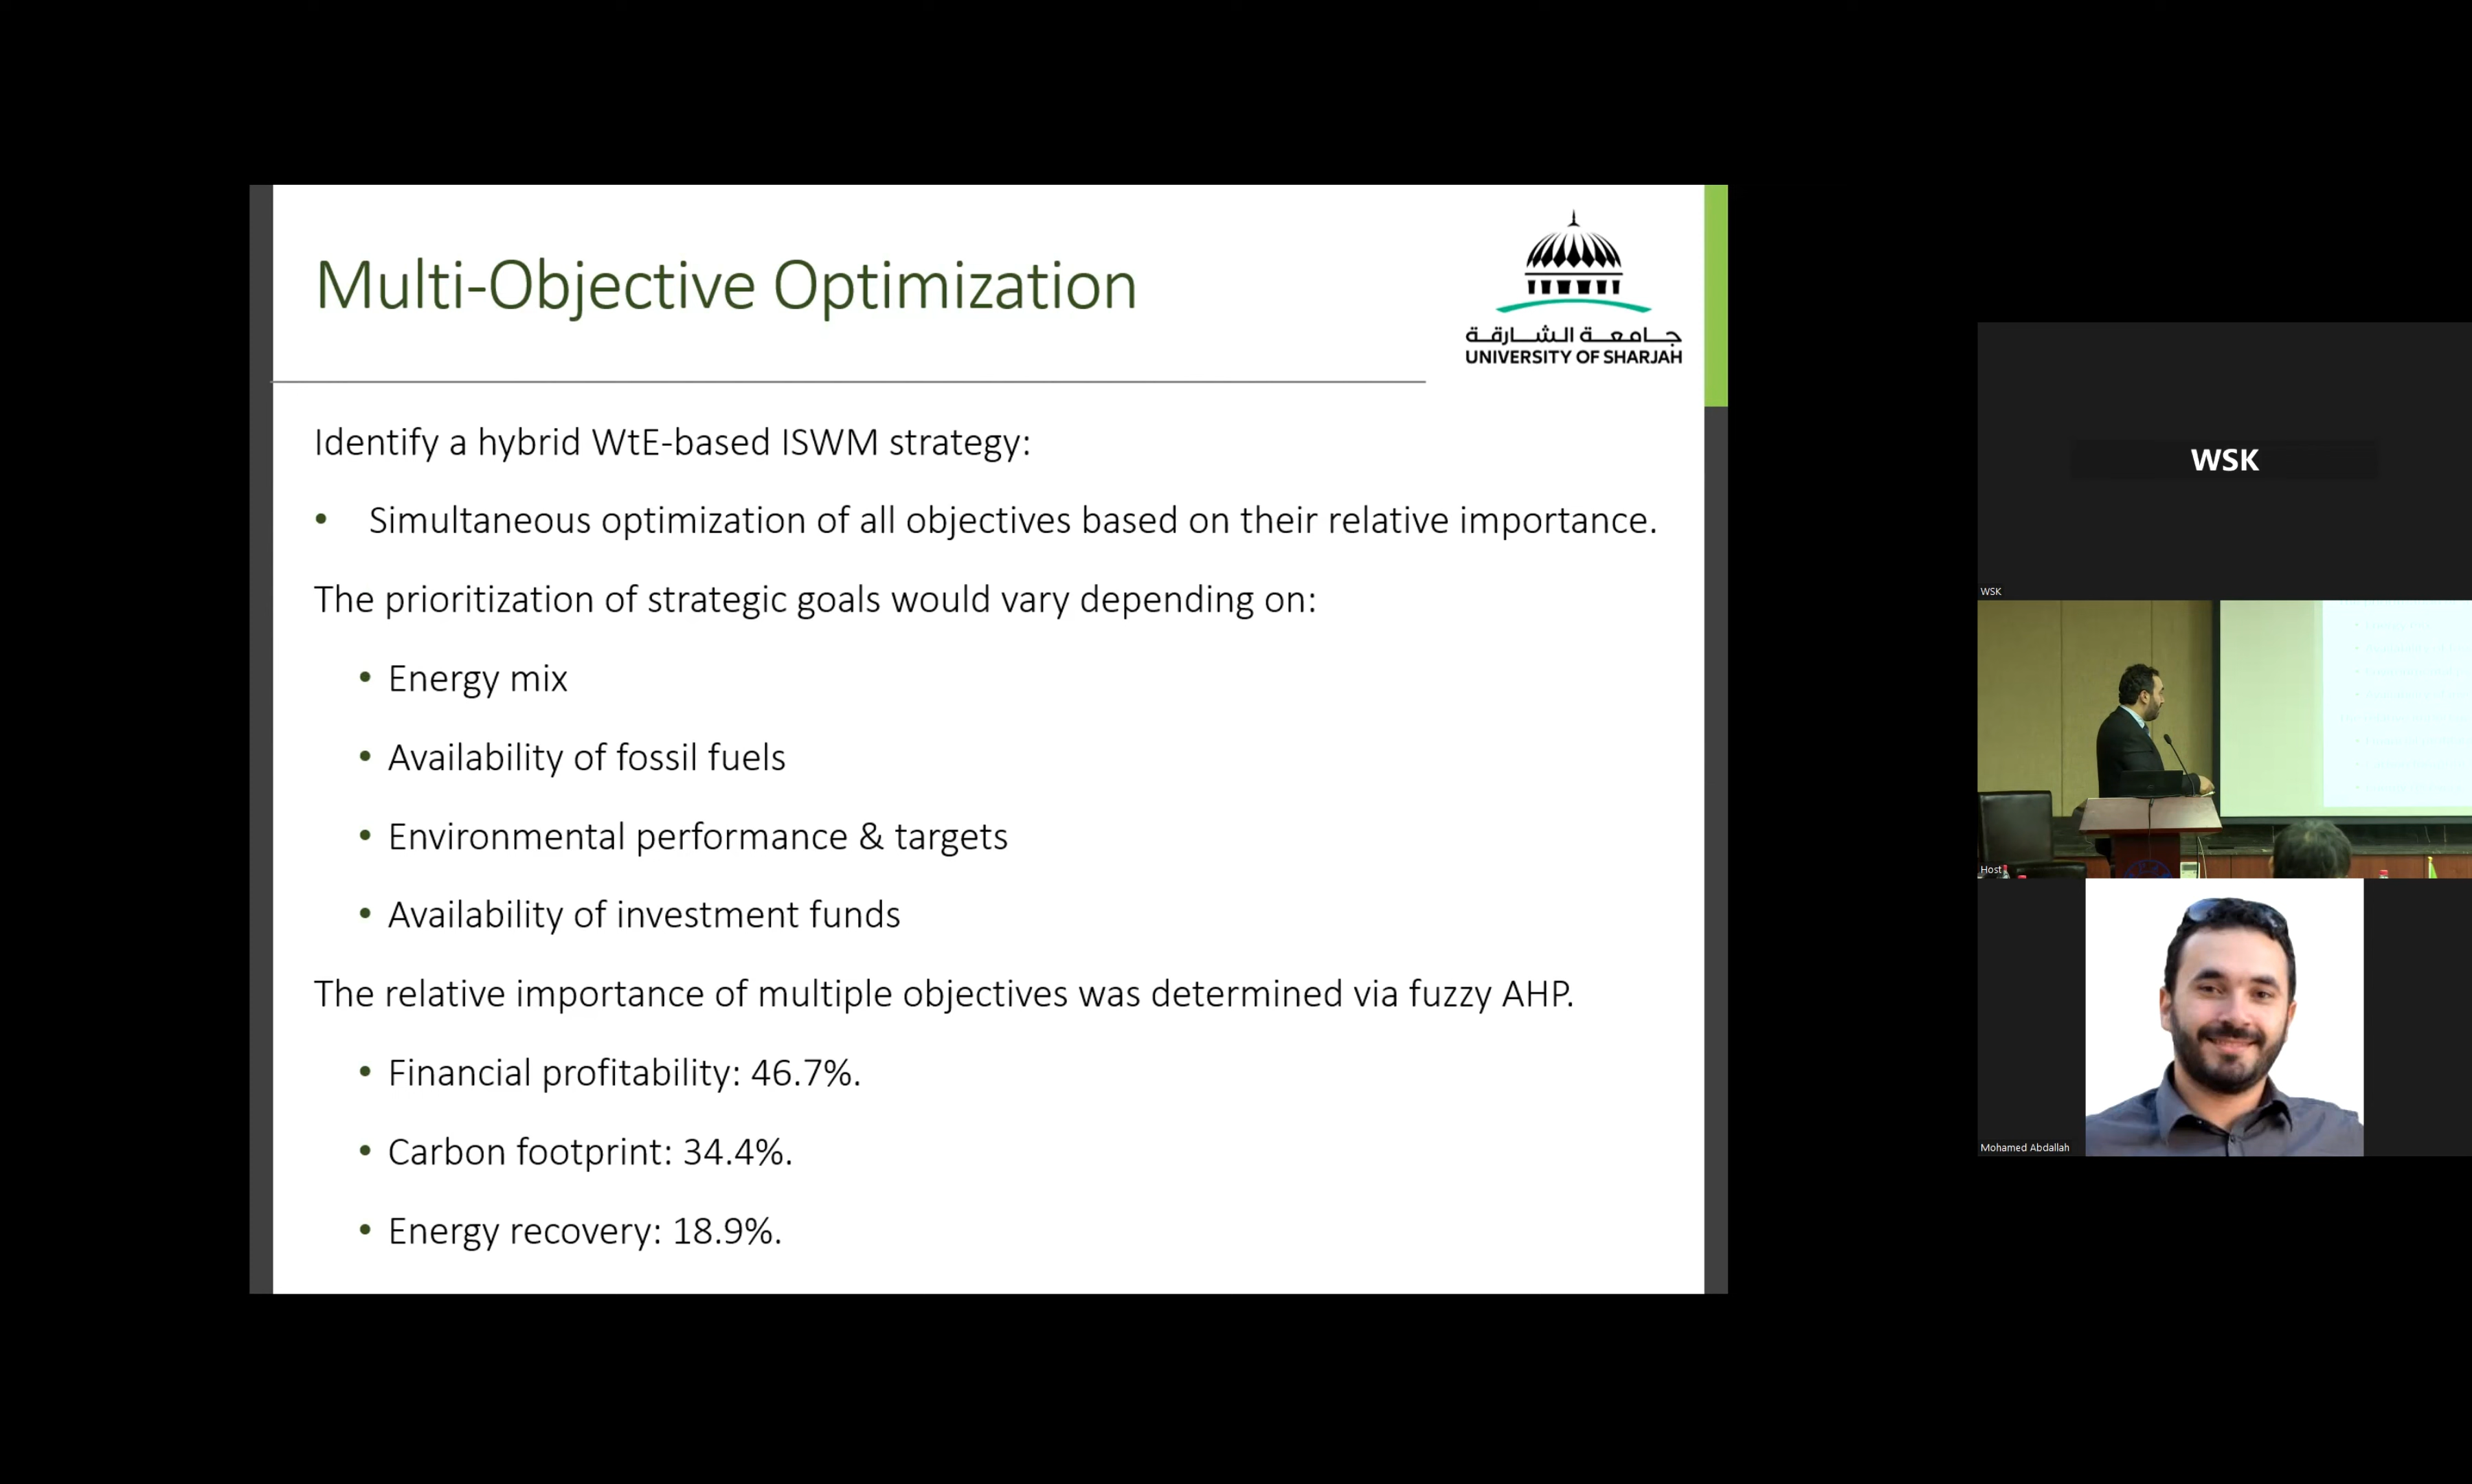 Multi-Objective Optimization
جامعة الشارقة
UNIVERSITY OF SHARJAH
Identify a hybrid WtE-based ISWM strategy:
• Simultaneous optimization of all objectives based on their relative importance.
The prioritization of strategic goals would vary depending on:
• Energy mix
• Availability of fossil fuels
• Environmental performance & targets
• Availability of investment funds
The relative importance of multiple objectives was determined via fuzzy AHP.
• Financial profitability: 46.7%.
• Carbon footprint: 34.4%.
• Energy recovery: 18.9%.
WSK
WSK
Host
Mohamed Abdallah